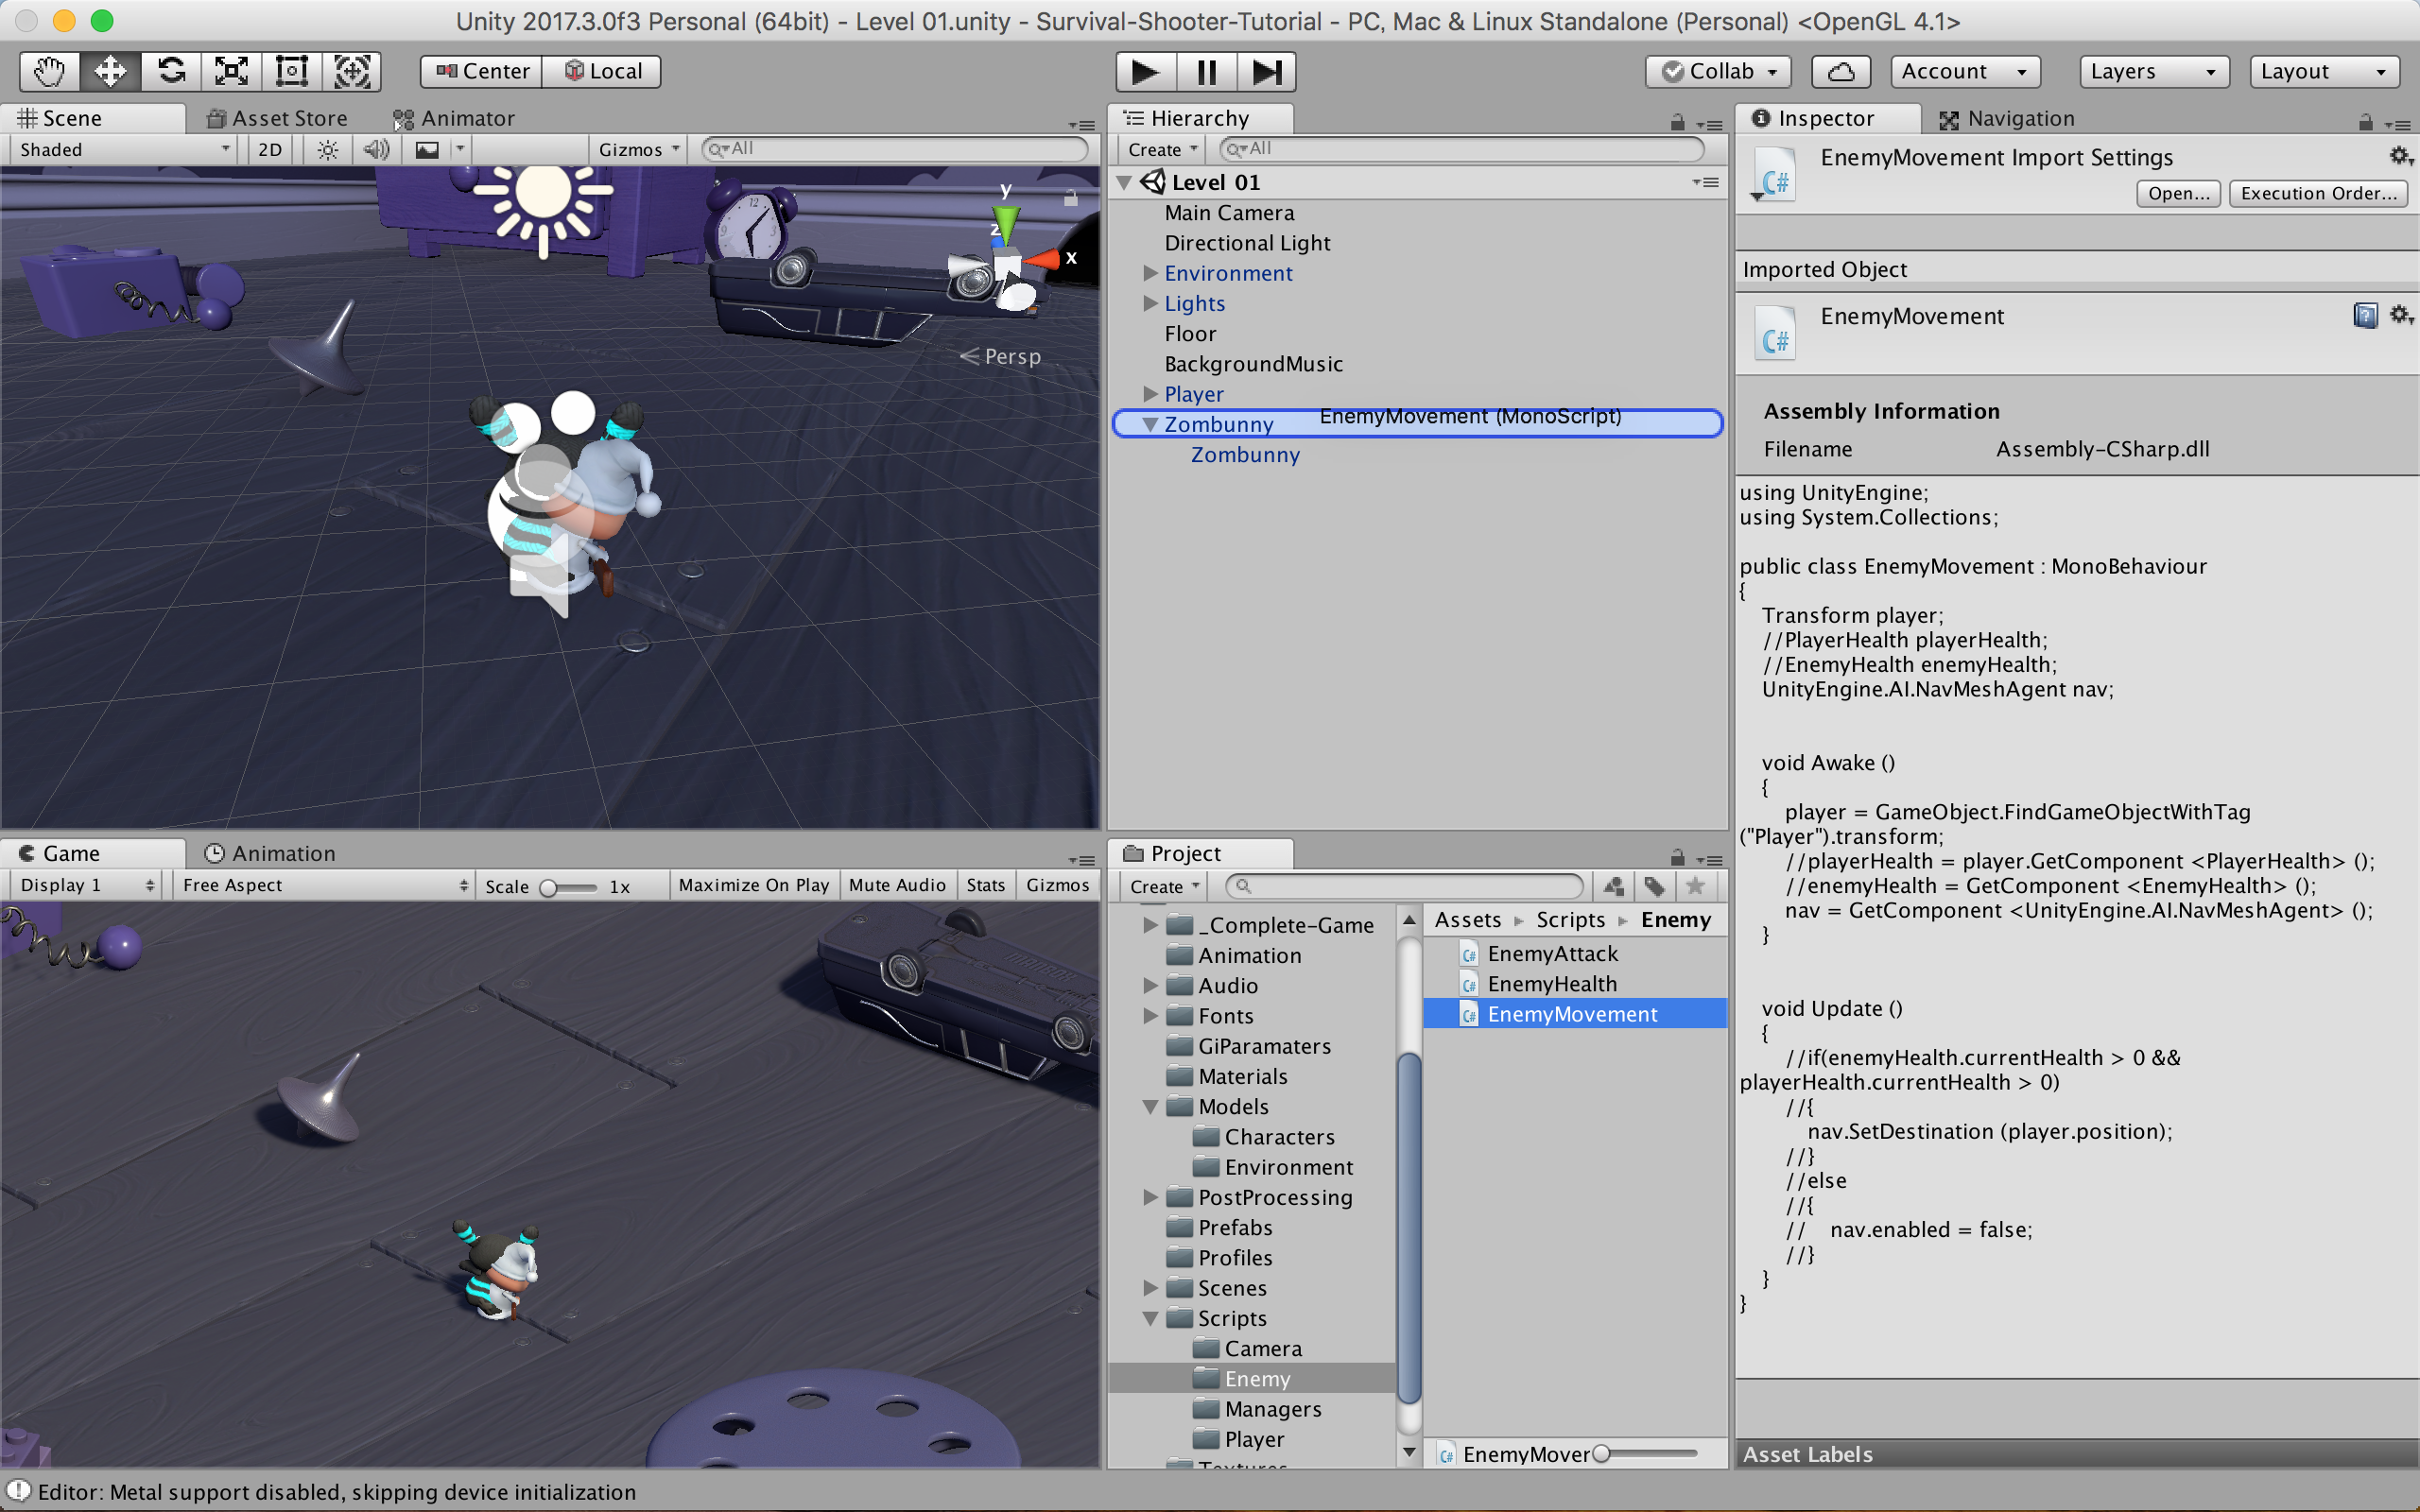 Unity 2017.3.0f3 Personal (64bit) - Level 01.unity - Survival-Shooter-Tutorial - PC, Mac & Linux Standalone (Personal) <OpenGL 4.1>
Center Local
Collab Account Layers Layout
Scene Asset Store Animator
Shaded 2D Gizmos All
y
z
x
Persp
Hierarchy
Create All
Level 01
Main Camera
Directional Light
Environment
Lights
Floor
BackgroundMusic
Player
Zombunny EnemyMovement (MonoScript)
Zombunny
Game Animation
Display 1 Free Aspect Scale 1x Maximize On Play Mute Audio Stats Gizmos
Project
Create
_Complete-Game
Animation
Audio
Fonts
GiParamaters
Materials
Models
Characters
Environment
PostProcessing
Prefabs
Profiles
Scenes
Scripts
Camera
Enemy
Managers
Player
Textures
Assets Scripts Enemy
EnemyAttack
EnemyHealth
EnemyMovement
EnemyMover
Inspector Navigation
EnemyMovement Import Settings
Open... Execution Order...
Imported Object
EnemyMovement
Assembly Information
Filename Assembly-CSharp.dll
using UnityEngine;
using System.Collections;
public class EnemyMovement : MonoBehaviour
{
Transform player;
//PlayerHealth playerHealth;
//EnemyHealth enemyHealth;
UnityEngine.AI.NavMeshAgent nav;
void Awake ()
{
player = GameObject.FindGameObjectWithTag
("Player").transform;
//playerHealth = player.GetComponent <PlayerHealth> ();
//enemyHealth = GetComponent <EnemyHealth> ();
nav = GetComponent <UnityEngine.AI.NavMeshAgent> ();
}
void Update ()
{
//if(enemyHealth.currentHealth > 0 &&
playerHealth.currentHealth > 0)
//{
nav.SetDestination (player.position);
//}
//else
//{
// nav.enabled = false;
//}
}
}
Asset Labels
Editor: Metal support disabled, skipping device initialization